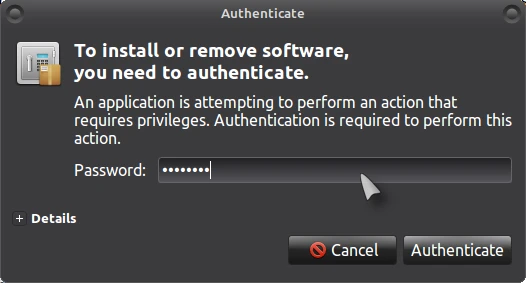 Authenticate
To install or remove software,
you need to authenticate.
An application is attempting to perform an action that
requires privileges. Authentication is required to perform this
action.
Password: ••••••••
Details
Cancel
Authenticate